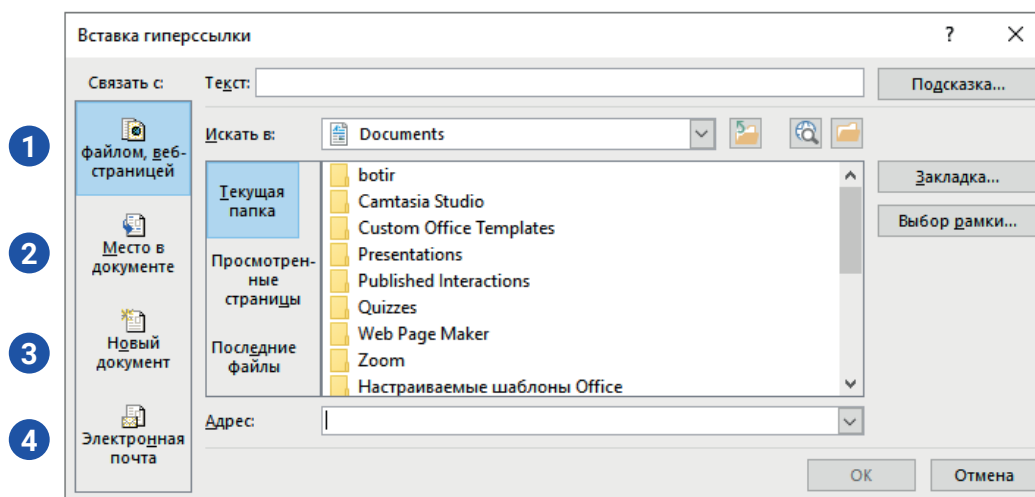 Вставка гиперссылки ? ×
Связать с: Текст: Подсказка...
1
файлом, веб-
страницей
2
Место в
документе
3
Новый
документ
4
Электронная
почта
Искать в: Documents
Текущая
папка
Просмотрен-
ные
страницы
Последние
файлы
botir
Camtasia Studio
Custom Office Templates
Presentations
Published Interactions
Quizzes
Web Page Maker
Zoom
Настраиваемые шаблоны Office
Адрес:
Закладка...
Выбор рамки...
OK Отмена